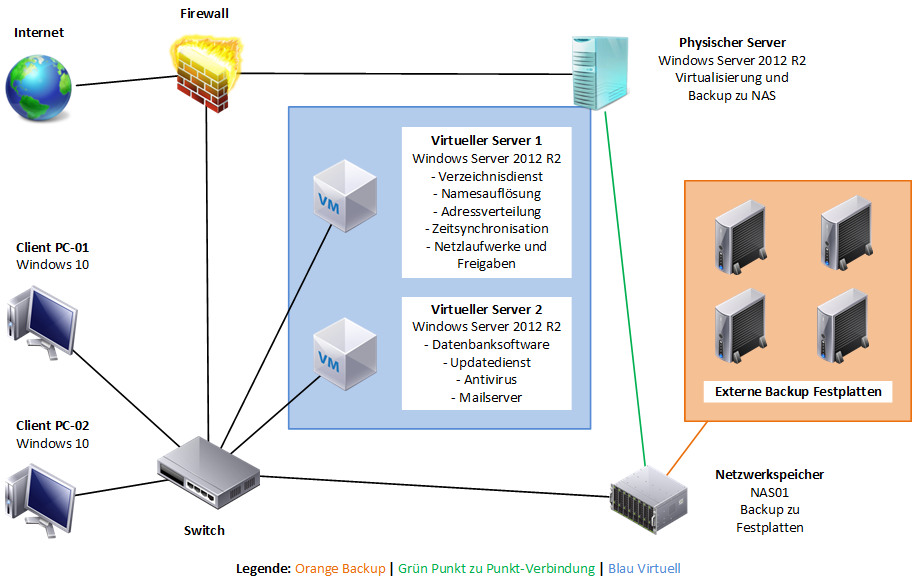 Firewall
Internet
Physischer Server
Windows Server 2012 R2
Virtualisierung und
Backup zu NAS
Virtueller Server 1
Windows Server 2012 R2
- Verzeichnisdienst
- Namesauflösung
- Adressverteilung
- Zeitsynchronisation
- Netzlaufwerke und
Freigaben
VM
Client PC-01
Windows 10
Virtueller Server 2
Windows Server 2012 R2
- Datenbanksoftware
- Updatedienst
- Antivirus
- Mailserver
VM
Externe Backup Festplatten
Client PC-02
Windows 10
Netzwerkspeicher
NAS01
Backup zu
Festplatten
Switch
Legende: Orange Backup | Grün Punkt zu Punkt-Verbindung | Blau Virtuell